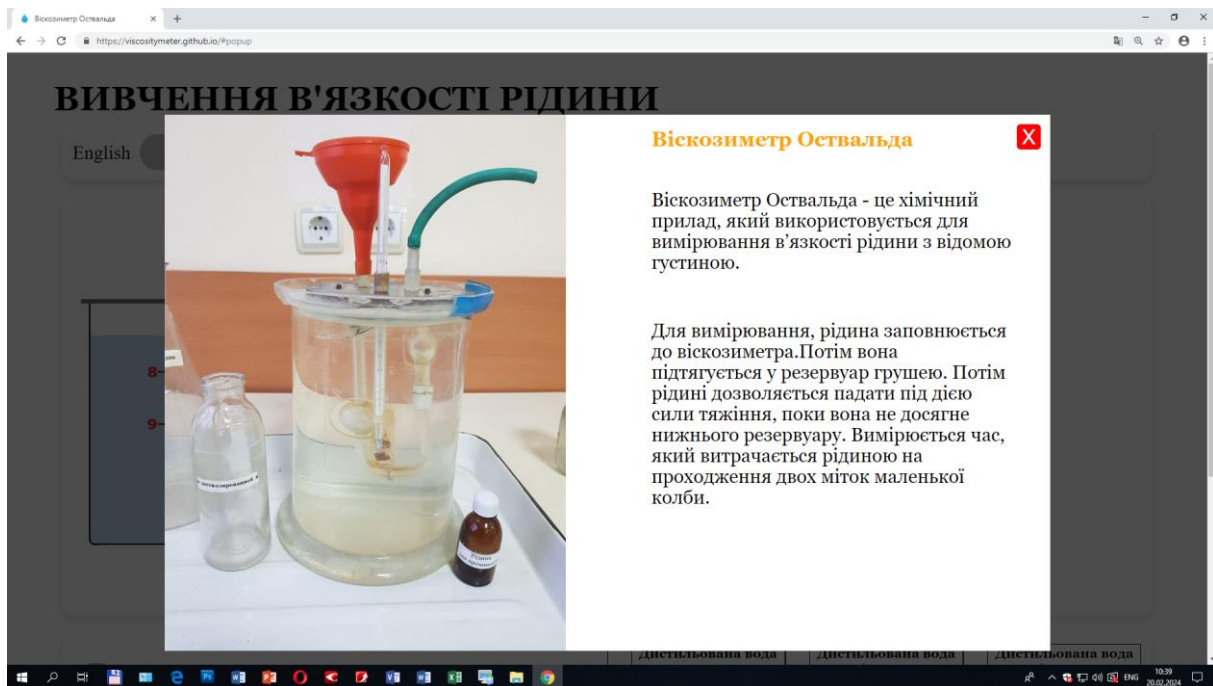 Віскозиметр Оствальда
https://viscositymeter.github.io/#popup
ВИВЧЕННЯ В'ЯЗКОСТІ РІДИНИ
English
8-
9-
Віскозиметр Оствальда
X
Віскозиметр Оствальда - це хімічний
прилад, який використовується для
вимірювання в’язкості рідини з відомою
густиною.
Для вимірювання, рідина заповнюється
до віскозиметра.Потім вона
підтягується у резервуар грушею. Потім
рідині дозволяється падати під дією
сили тяжіння, поки вона не досягне
нижнього резервуару. Вимірюється час,
який витрачається рідиною на
проходження двох міток маленької
колби.
Дистильована вода
Дистильована вода
Дистильована вода
ENG
10:39
20.02.2024